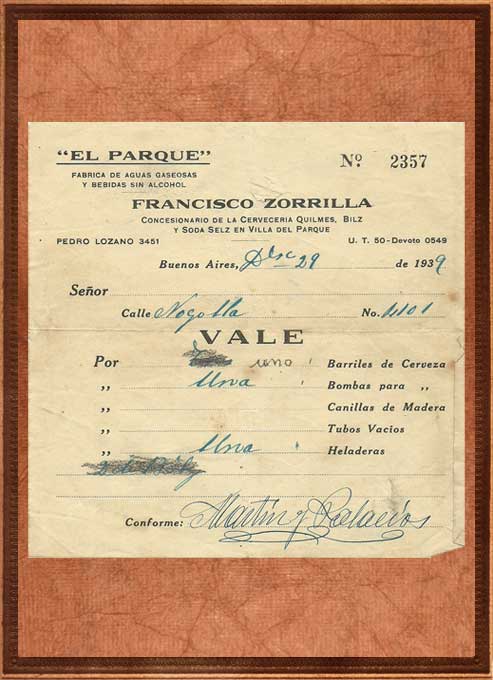 "EL PARQUE"
Nº 2357
FABRICA DE AGUAS GASEOSAS
Y BEBIDAS SIN ALCOHOL
FRANCISCO ZORRILLA
CONCESIONARIO DE LA CERVECERIA QUILMES, BILZ
Y SODA SELZ EN VILLA DEL PARQUE
PEDRO LOZANO 3451 U. T. 50-Devoto 0549
Buenos Aires, 29 de 1939
Señor
Calle No. 4101
VALE
Por uno Barriles de Cerveza
„ Una Bombas para „
„ Canillas de Madera
„ Tubos Vacios
„ Una Heladeras
Conforme: Martin Palacios